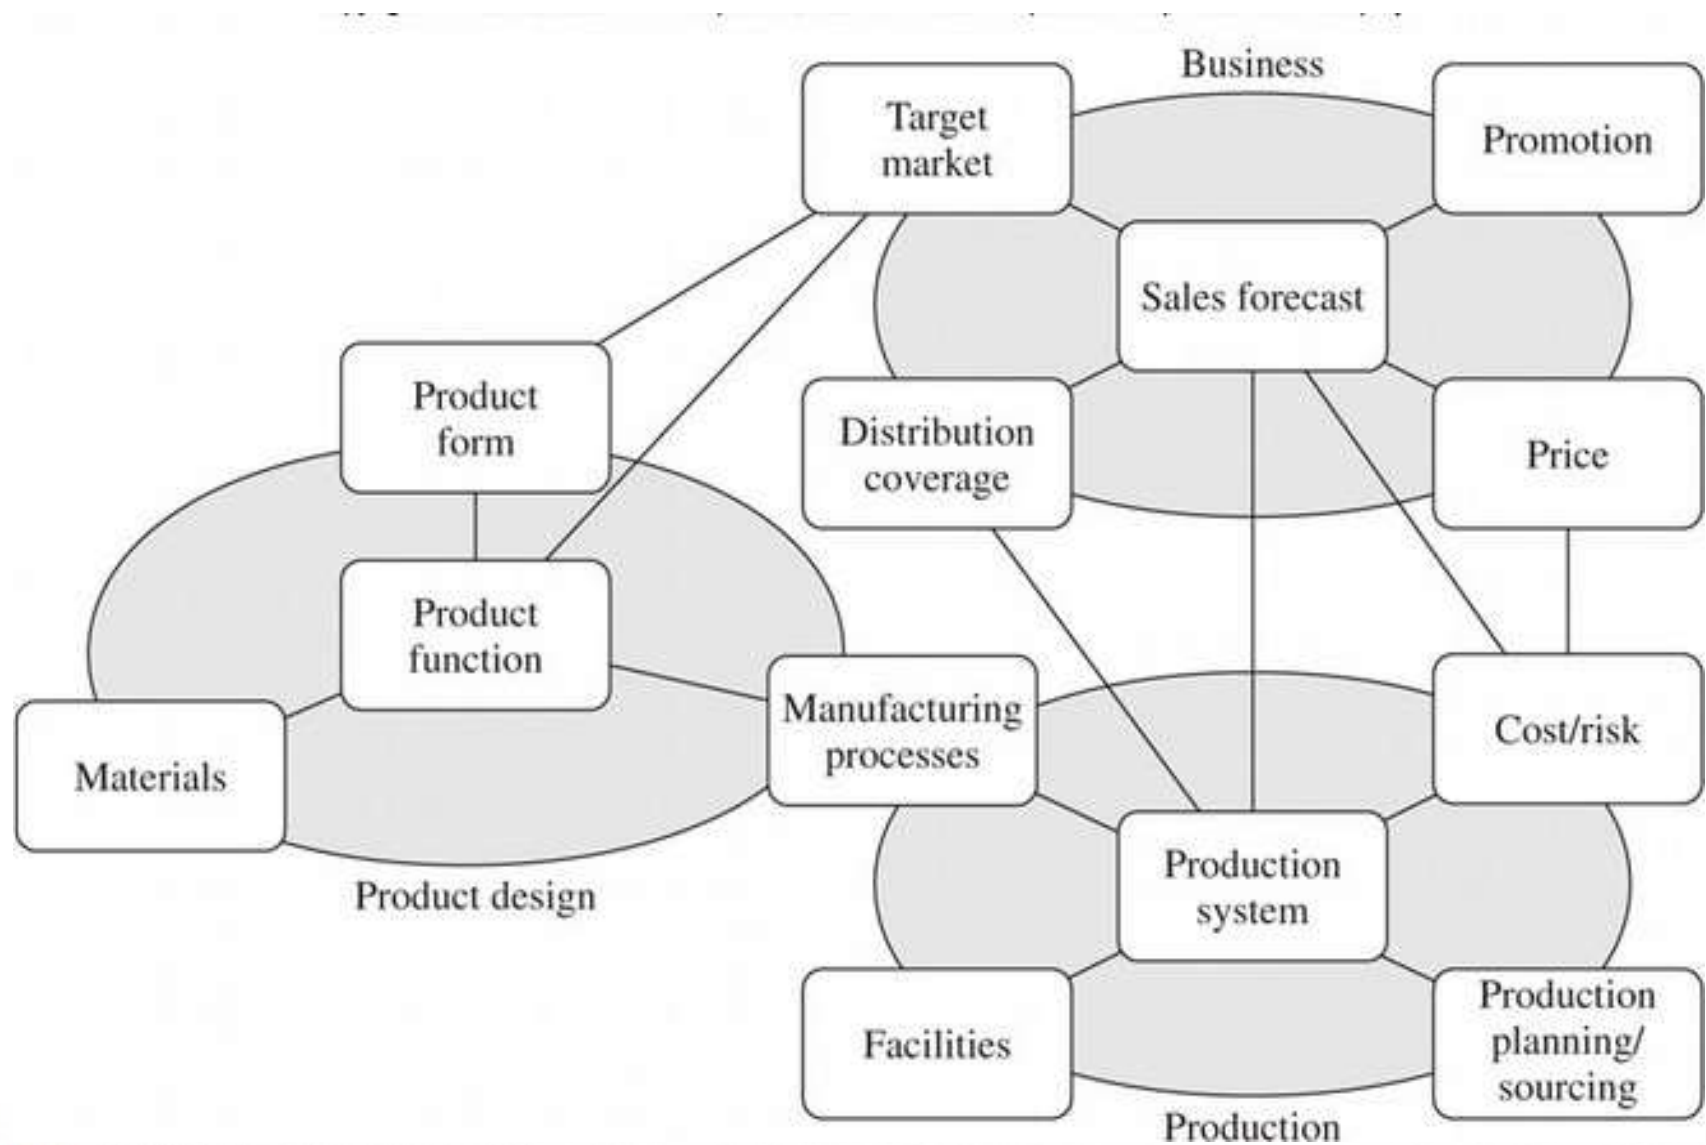 Business
Target
market
Promotion
Sales forecast
Product
form
Distribution
coverage
Price
Product
function
Manufacturing
processes
Cost/risk
Materials
Production
system
Product design
Facilities
Production
planning/
sourcing
Production